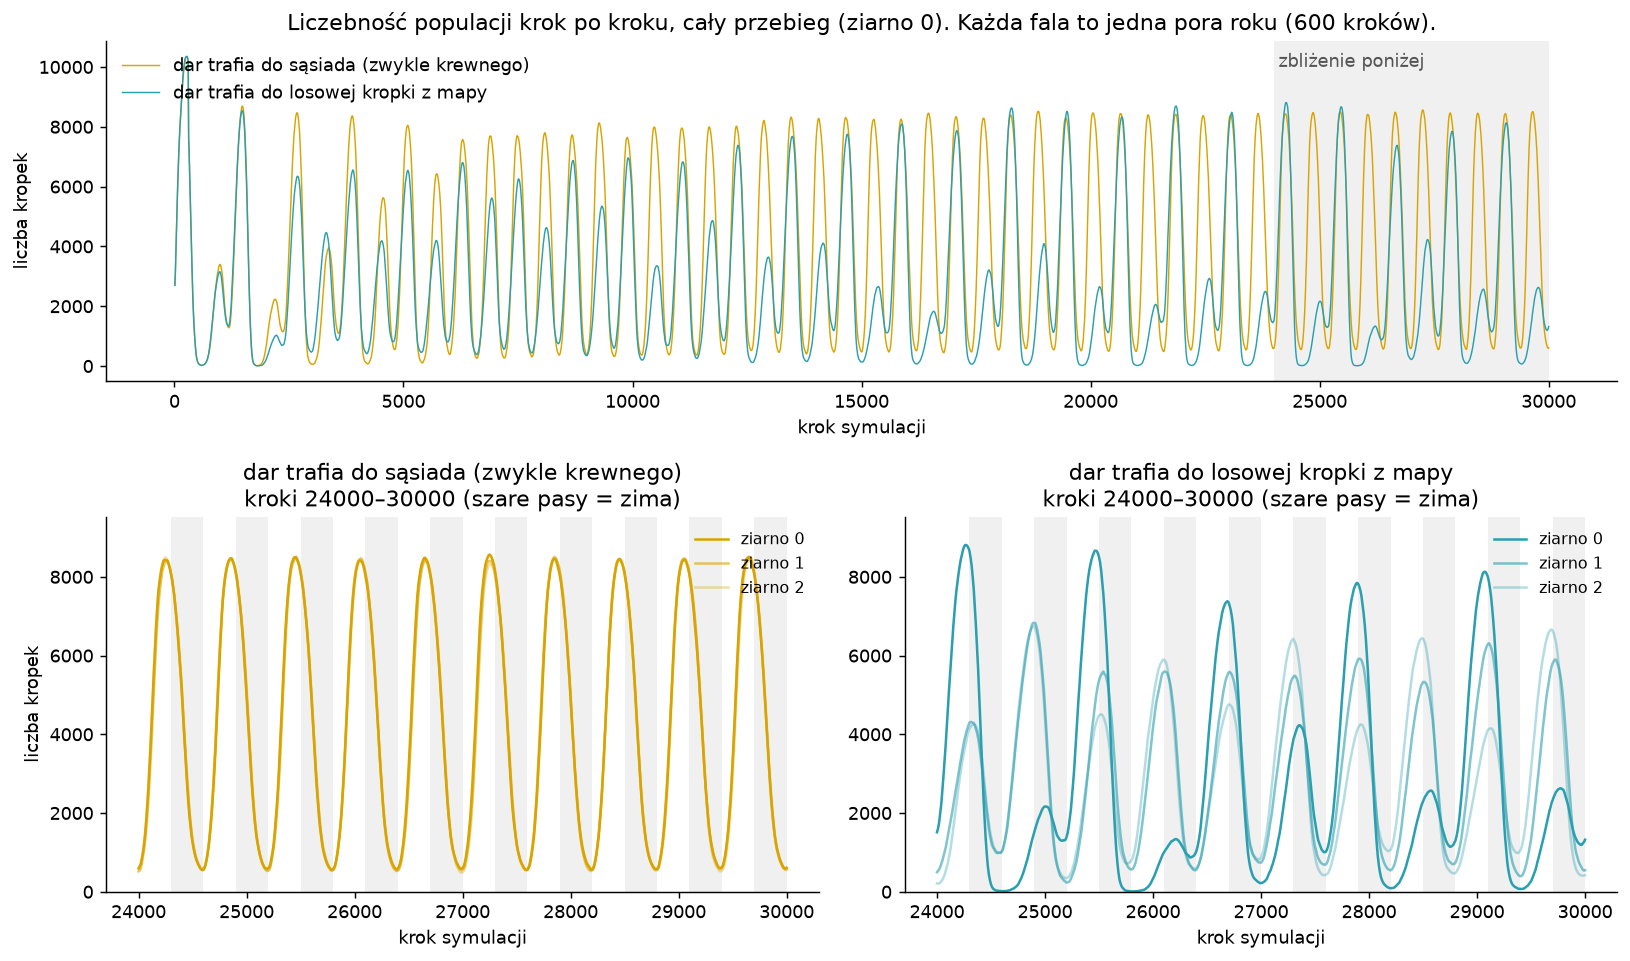 Liczebność populacji krok po kroku, cały przebieg (ziarno 0). Każda fala to jedna pora roku (600 kroków).
dar trafia do sąsiada (zwykle krewnego)
dar trafia do losowej kropki z mapy
zbliżenie poniżej
liczba kropek
10000
8000
6000
4000
2000
0
0 5000 10000 15000 20000 25000 30000
krok symulacji
dar trafia do sąsiada (zwykle krewnego)
kroki 24000–30000 (szare pasy = zima)
ziarno 0
ziarno 1
ziarno 2
liczba kropek
8000
6000
4000
2000
0
24000 25000 26000 27000 28000 29000 30000
krok symulacji
dar trafia do losowej kropki z mapy
kroki 24000–30000 (szare pasy = zima)
ziarno 0
ziarno 1
ziarno 2
8000
6000
4000
2000
0
24000 25000 26000 27000 28000 29000 30000
krok symulacji